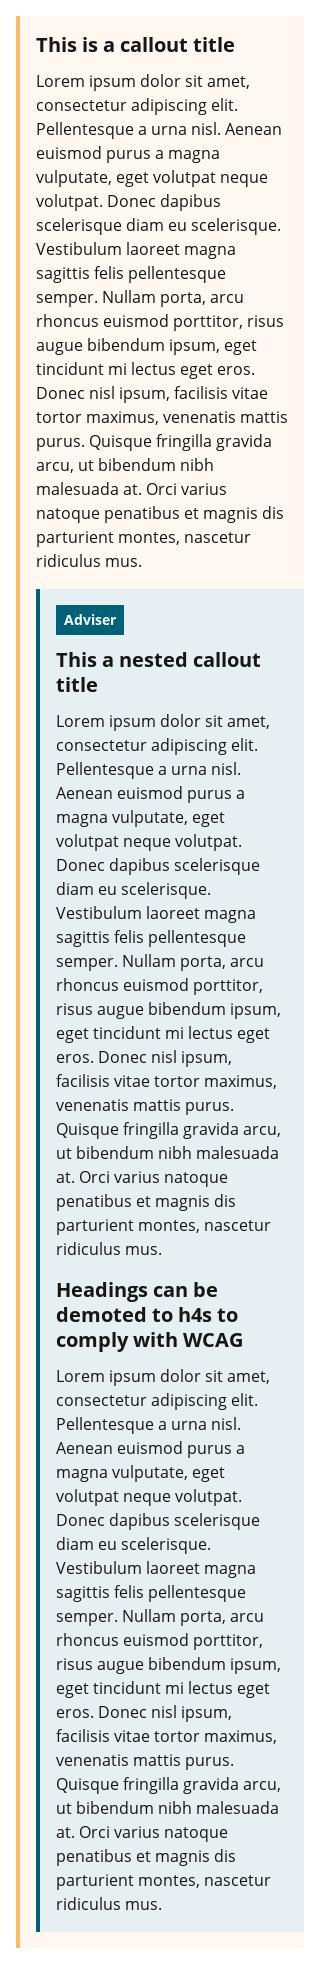 This is a callout title
Lorem ipsum dolor sit amet,
consectetur adipiscing elit.
Pellentesque a urna nisl. Aenean
euismod purus a magna
vulputate, eget volutpat neque
volutpat. Donec dapibus
scelerisque diam eu scelerisque.
Vestibulum laoreet magna
sagittis felis pellentesque
semper. Nullam porta, arcu
rhoncus euismod porttitor, risus
augue bibendum ipsum, eget
tincidunt mi lectus eget eros.
Donec nisl ipsum, facilisis vitae
tortor maximus, venenatis mattis
purus. Quisque fringilla gravida
arcu, ut bibendum nibh
malesuada at. Orci varius
natoque penatibus et magnis dis
parturient montes, nascetur
ridiculus mus.
Adviser
This a nested callout
title
Lorem ipsum dolor sit amet,
consectetur adipiscing elit.
Pellentesque a urna nisl.
Aenean euismod purus a
magna vulputate, eget
volutpat neque volutpat.
Donec dapibus scelerisque
diam eu scelerisque.
Vestibulum laoreet magna
sagittis felis pellentesque
semper. Nullam porta, arcu
rhoncus euismod porttitor,
risus augue bibendum ipsum,
eget tincidunt mi lectus eget
eros. Donec nisl ipsum,
facilisis vitae tortor maximus,
venenatis mattis purus.
Quisque fringilla gravida arcu,
ut bibendum nibh malesuada
at. Orci varius natoque
penatibus et magnis dis
parturient montes, nascetur
ridiculus mus.
Headings can be
demoted to h4s to
comply with WCAG
Lorem ipsum dolor sit amet,
consectetur adipiscing elit.
Pellentesque a urna nisl.
Aenean euismod purus a
magna vulputate, eget
volutpat neque volutpat.
Donec dapibus scelerisque
diam eu scelerisque.
Vestibulum laoreet magna
sagittis felis pellentesque
semper. Nullam porta, arcu
rhoncus euismod porttitor,
risus augue bibendum ipsum,
eget tincidunt mi lectus eget
eros. Donec nisl ipsum,
facilisis vitae tortor maximus,
venenatis mattis purus.
Quisque fringilla gravida arcu,
ut bibendum nibh malesuada
at. Orci varius natoque
penatibus et magnis dis
parturient montes, nascetur
ridiculus mus.